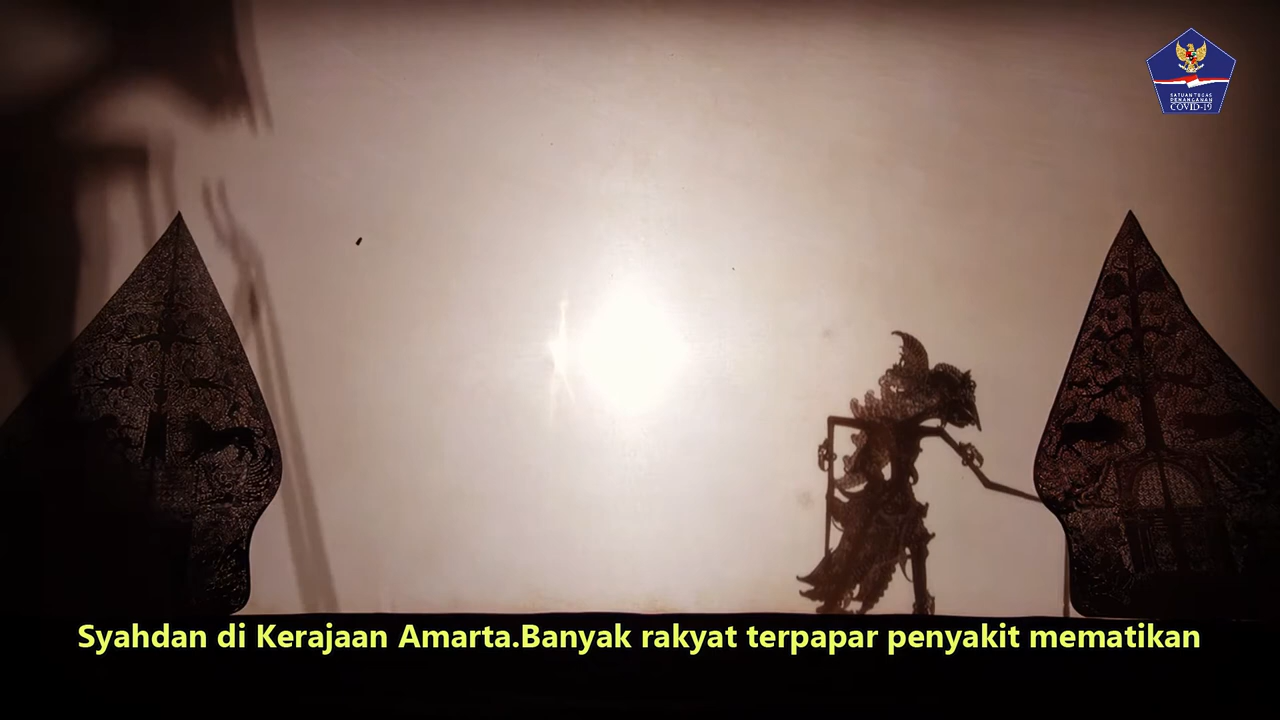 SATUAN TUGAS
PENANGANAN
COVID-19
Syahdan di Kerajaan Amarta.Banyak rakyat terpapar penyakit mematikan